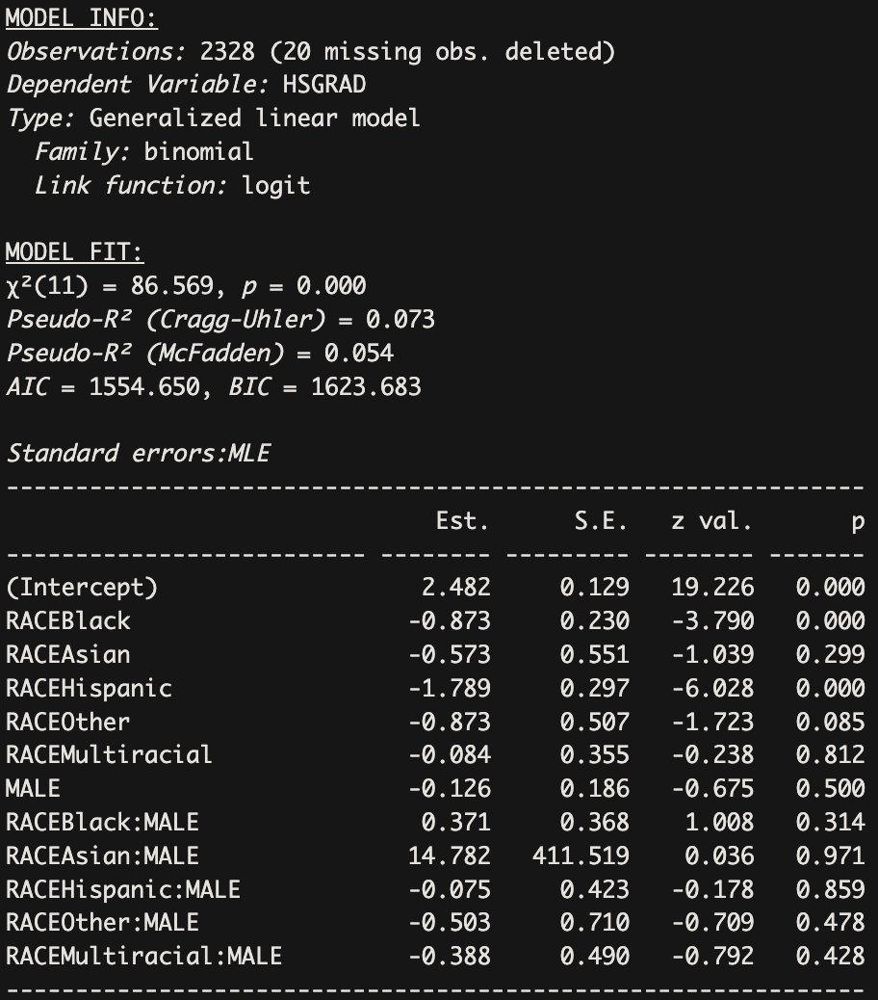 MODEL INFO:
Observations: 2328 (20 missing obs. deleted)
Dependent Variable: HSGRAD
Type: Generalized linear model
  Family: binomial
  Link function: logit

MODEL FIT:
χ²(11) = 86.569, p = 0.000
Pseudo-R² (Cragg-Uhler) = 0.073
Pseudo-R² (McFadden) = 0.054
AIC = 1554.650, BIC = 1623.683

Standard errors:MLE
--------------------------------------------------------------
                               Est.      S.E.   z val.       p
-------------------------- -------- --------- -------- -------
(Intercept)                   2.482     0.129   19.226   0.000
RACEBlack                    -0.873     0.230   -3.790   0.000
RACEAsian                    -0.573     0.551   -1.039   0.299
RACEHispanic                 -1.789     0.297   -6.028   0.000
RACEOther                    -0.873     0.507   -1.723   0.085
RACEMultiracial              -0.084     0.355   -0.238   0.812
MALE                         -0.126     0.186   -0.675   0.500
RACEBlack:MALE                0.371     0.368    1.008   0.314
RACEAsian:MALE               14.782   411.519    0.036   0.971
RACEHispanic:MALE            -0.075     0.423   -0.178   0.859
RACEOther:MALE               -0.503     0.710   -0.709   0.478
RACEMultiracial:MALE         -0.388     0.490   -0.792   0.428
--------------------------------------------------------------